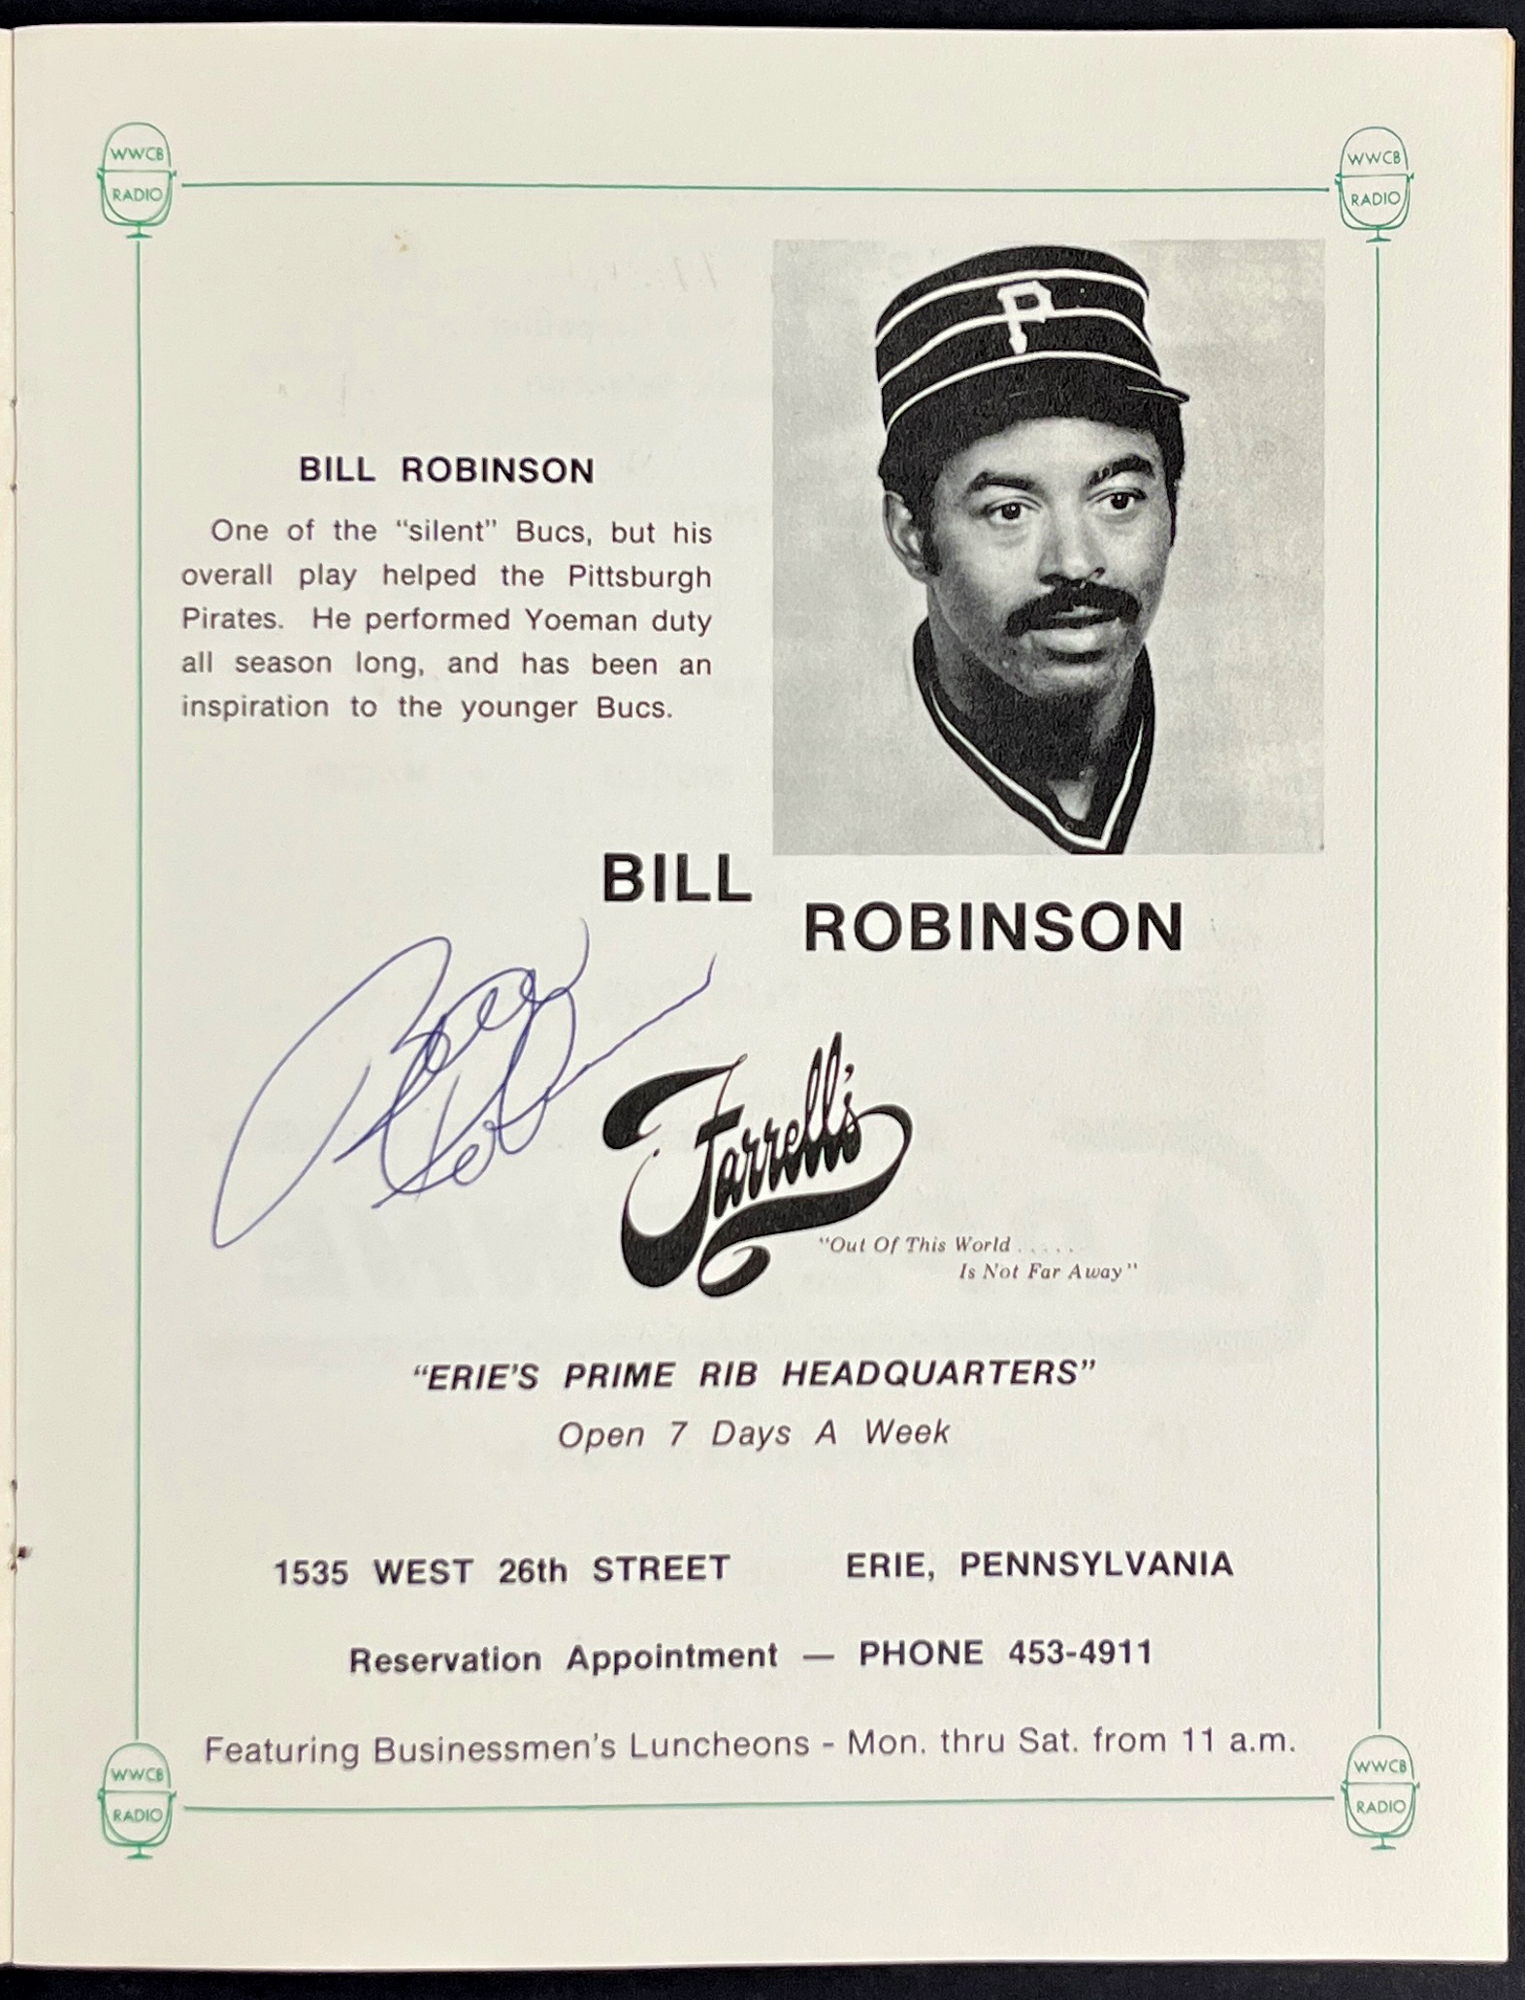 WWCB
RADIO
WWCB
RADIO
P
BILL ROBINSON
One of the "silent" Bucs, but his
overall play helped the Pittsburgh
Pirates. He performed Yoeman duty
all season long, and has been an
inspiration to the younger Bucs.
BILL
ROBINSON
Farrell's
"Out Of This World .....
Is Not Far Away"
"ERIE'S PRIME RIB HEADQUARTERS"
Open 7 Days A Week
1535 WEST 26th STREET ERIE, PENNSYLVANIA
Reservation Appointment — PHONE 453-4911
Featuring Businessmen's Luncheons - Mon. thru Sat. from 11 a.m.
WWCB
RADIO
WWCB
RADIO